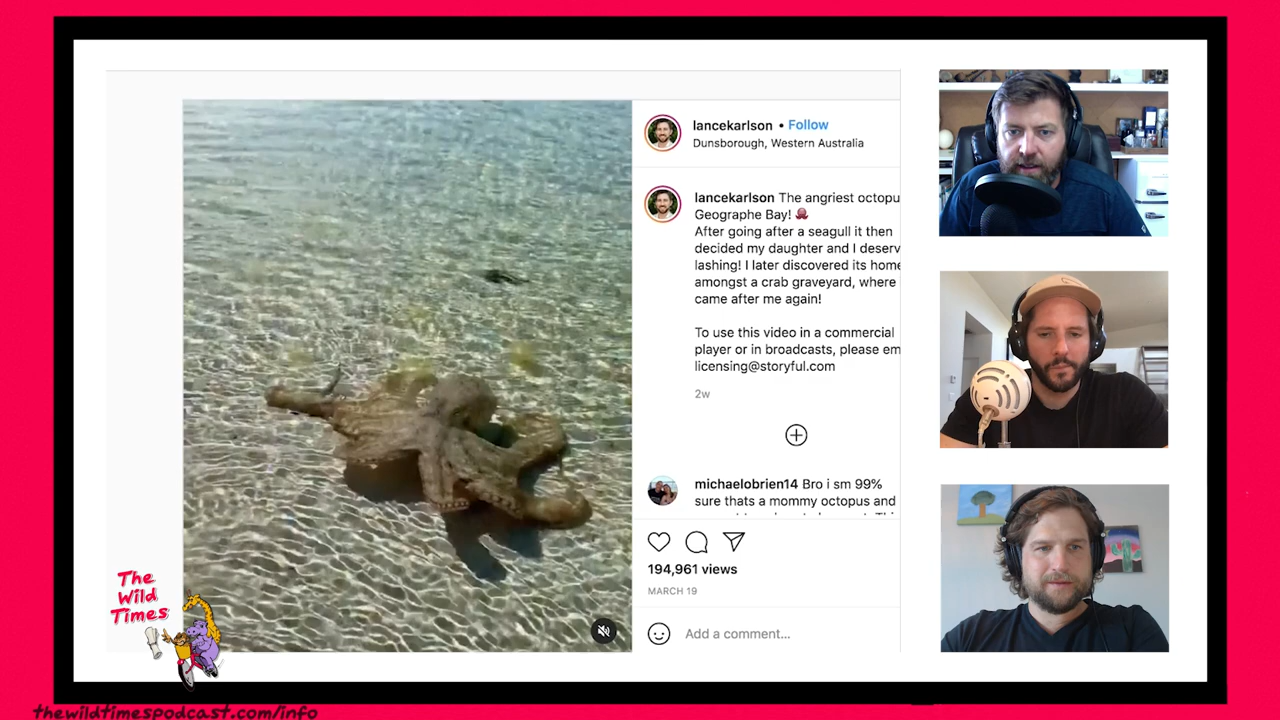 lancekarlson • Follow
Dunsborough, Western Australia
lancekarlson The angriest octopu
Geographe Bay! 🐙
After going after a seagull it then
decided my daughter and I deserv
lashing! I later discovered its home
amongst a crab graveyard, where
came after me again!
To use this video in a commercial
player or in broadcasts, please em
licensing@storyful.com
2w
michaelobrien14 Bro i sm 99%
sure thats a mommy octopus and
194,961 views
MARCH 19
Add a comment...
The
Wild
Times
thewildtimespodcast.com/info